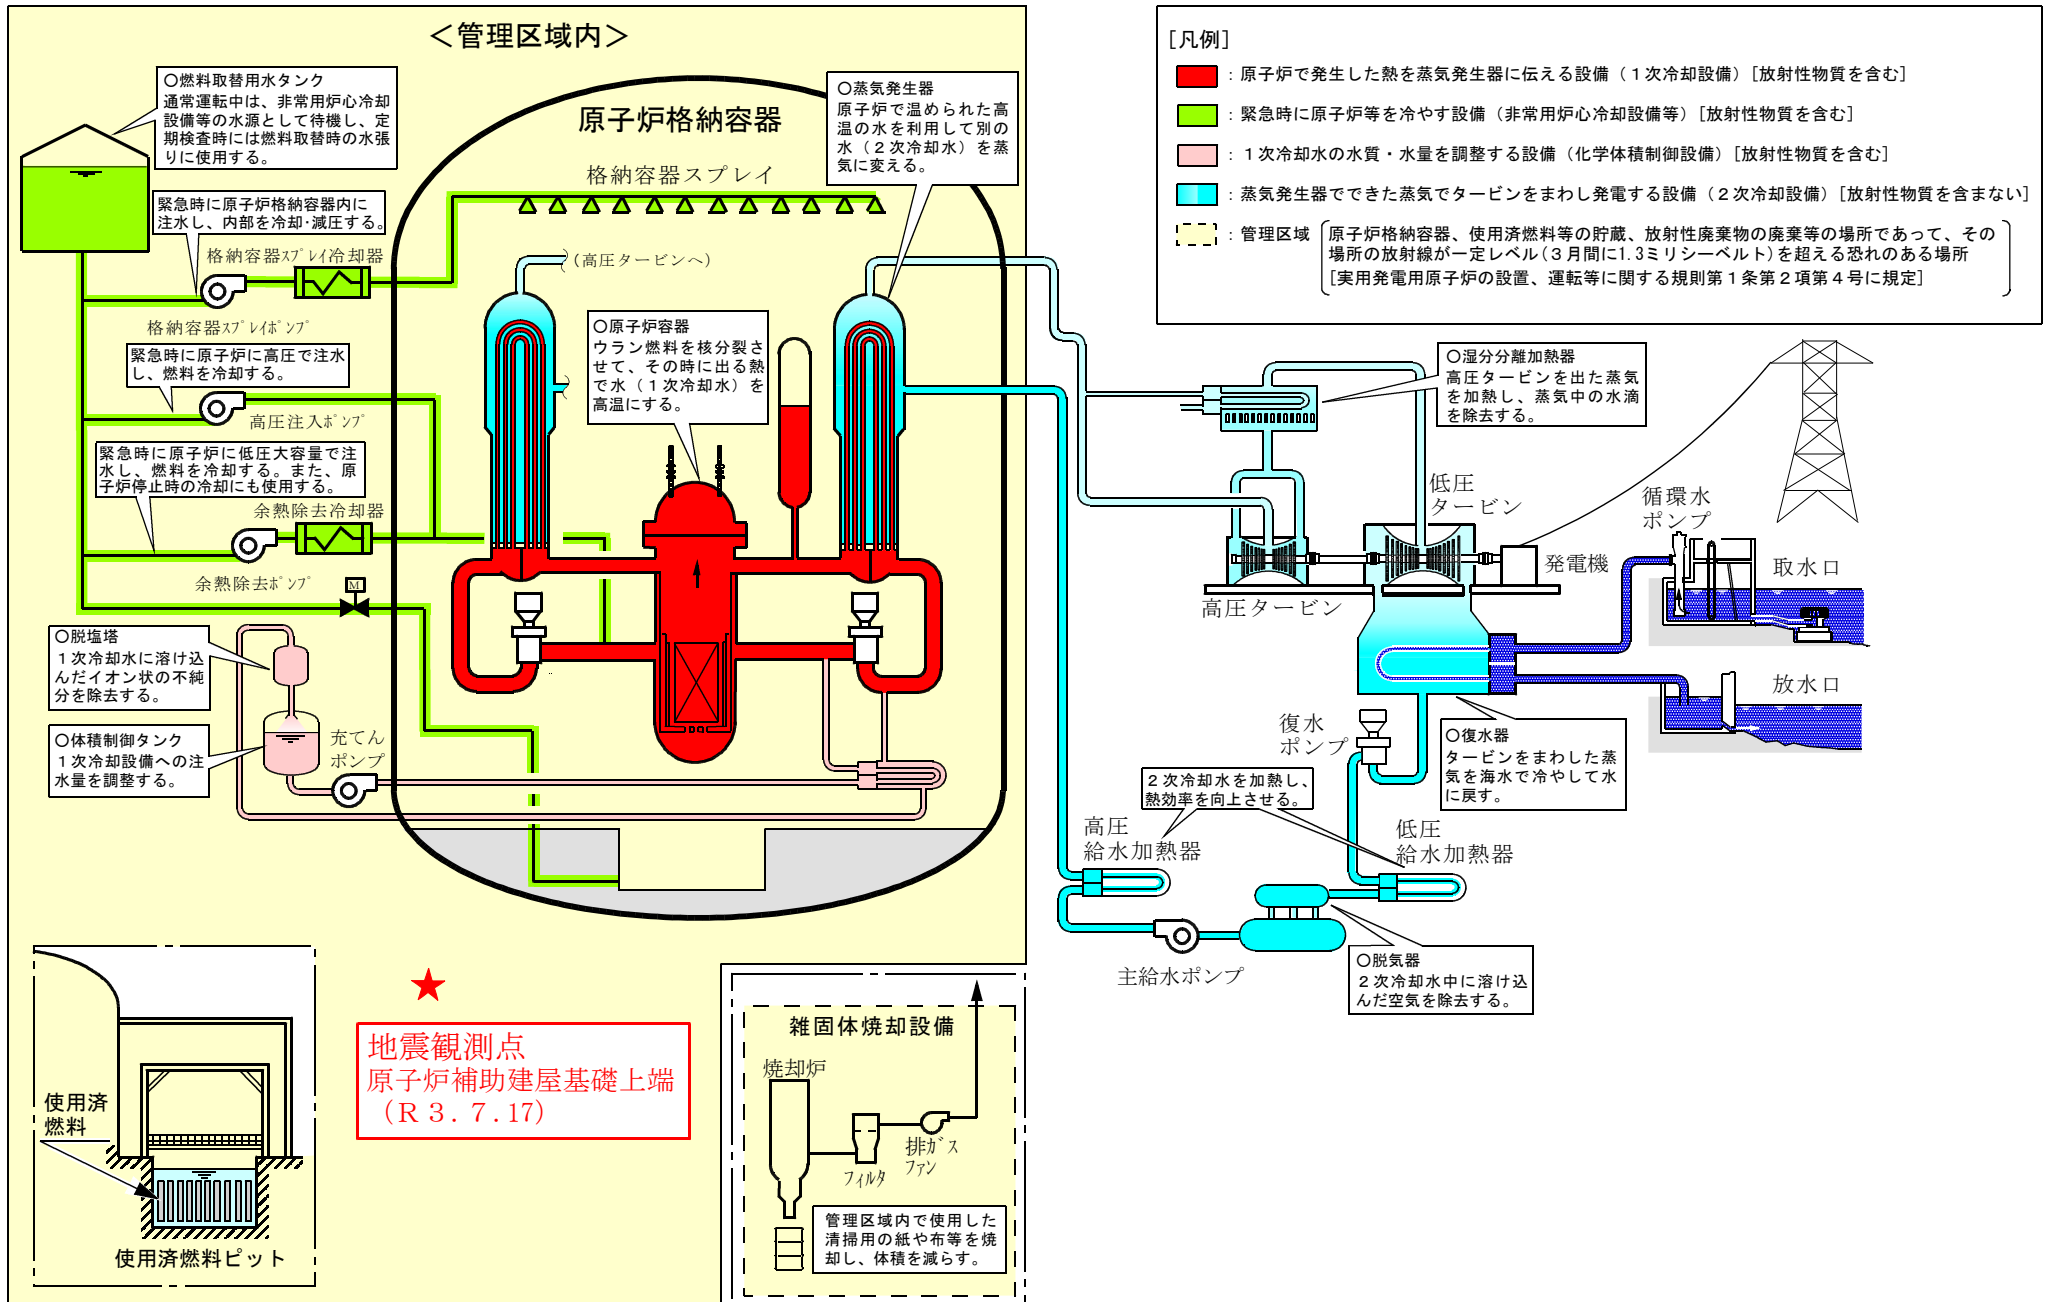 ＜管理区域内＞
○燃料取替用水タンク
通常運転中は、非常用炉心冷却
設備等の水源として待機し、定
期検査時には燃料取替時の水張
りに使用する。
緊急時に原子炉格納容器内に
注水し、内部を冷却･減圧する。
格納容器ｽﾌﾟﾚｲ冷却器
格納容器ｽﾌﾟﾚｲﾎﾟﾝﾌﾟ
緊急時に原子炉に高圧で注水
し、燃料を冷却する。
高圧注入ﾎﾟﾝﾌﾟ
緊急時に原子炉に低圧大容量で注
水し、燃料を冷却する。また、原
子炉停止時の冷却にも使用する。
余熱除去冷却器
余熱除去ﾎﾟﾝﾌﾟ
M
○脱塩塔
１次冷却水に溶け込
んだイオン状の不純
分を除去する。
○体積制御タンク
１次冷却設備への注
水量を調整する。
充てん
ポンプ
原子炉格納容器
格納容器スプレイ
(高圧タービンへ)
○原子炉容器
ウラン燃料を核分裂さ
せて、その時に出る熱
で水（１次冷却水）を
高温にする。
○蒸気発生器
原子炉で温められた高
温の水を利用して別の
水（２次冷却水）を蒸
気に変える。
[凡例]
：原子炉で発生した熱を蒸気発生器に伝える設備（１次冷却設備）[放射性物質を含む]
：緊急時に原子炉等を冷やす設備（非常用炉心冷却設備等）[放射性物質を含む]
：１次冷却水の水質・水量を調整する設備（化学体積制御設備）[放射性物質を含む]
：蒸気発生器でできた蒸気でタービンをまわし発電する設備（２次冷却設備）[放射性物質を含まない]
：管理区域
原子炉格納容器、使用済燃料等の貯蔵、放射性廃棄物の廃棄等の場所であって、その
場所の放射線が一定レベル(３月間に1.3ミリシーベルト)を超える恐れのある場所
[実用発電用原子炉の設置、運転等に関する規則第１条第２項第４号に規定]
○湿分分離加熱器
高圧タービンを出た蒸気
を加熱し、蒸気中の水滴
を除去する。
低圧
タービン
高圧タービン
発電機
循環水
ポンプ
取水口
放水口
復水
ポンプ
○復水器
タービンをまわした蒸
気を海水で冷やして水
に戻す。
２次冷却水を加熱し、
熱効率を向上させる。
高圧
給水加熱器
低圧
給水加熱器
主給水ポンプ
○脱気器
２次冷却水中に溶け込
んだ空気を除去する。
使用済
燃料
使用済燃料ピット
★
地震観測点
原子炉補助建屋基礎上端
（Ｒ３.７.17）
雑固体焼却設備
焼却炉
フィルタ
排ｶﾞｽ
ファン
管理区域内で使用した
清掃用の紙や布等を焼
却し、体積を減らす。